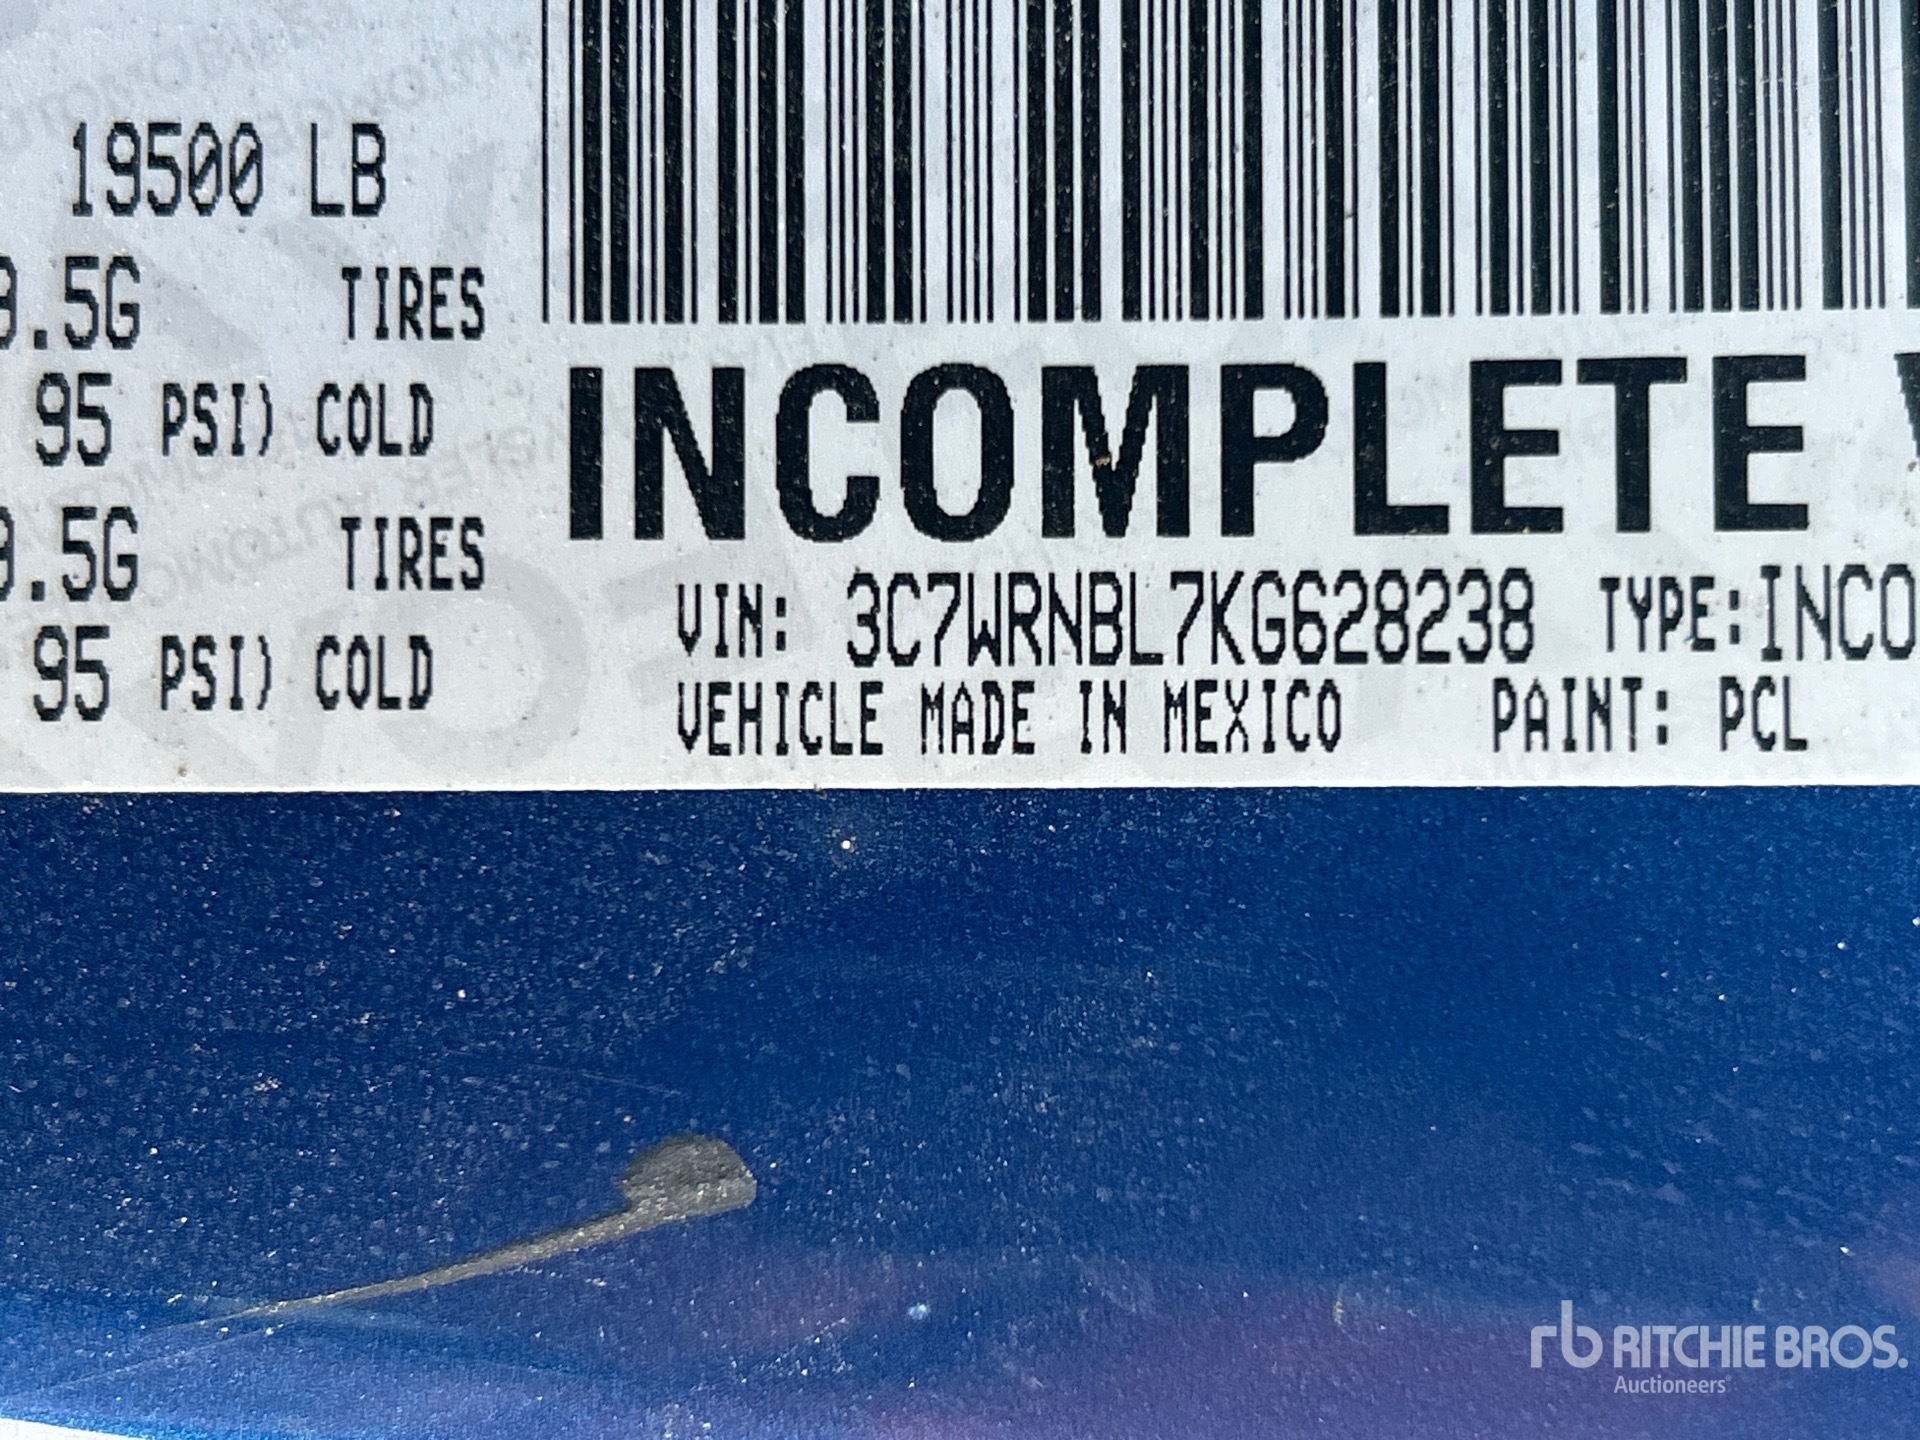 19500 LB
.5G TIRES
95 PSI) COLD
.5G TIRES
95 PSI) COLD
INCOMPLETE
VIN: 3C7WRNBL7KG628238 TYPE: INCO
VEHICLE MADE IN MEXICO PAINT: PCL
rb RITCHIE BROS.
Auctioneers